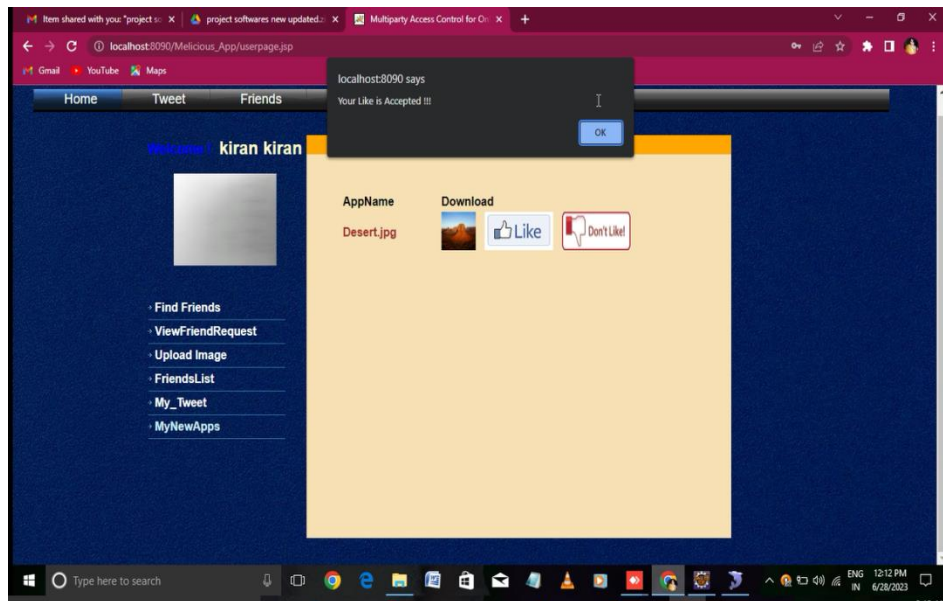 Item shared with you: "project so
project softwares new updated.z
Multiparty Access Control for On
localhost:8090/Melicious_App/userpage.jsp
Gmail
YouTube
Maps
localhost:8090 says
Your Like is Accepted !!!
OK
Home
Tweet
Friends
Welcome !
kiran kiran
AppName
Download
Desert.jpg
Like
Don't Like!
Find Friends
ViewFriendRequest
Upload Image
FriendsList
My_Tweet
MyNewApps
Type here to search
ENG
IN
12:12 PM
6/28/2023